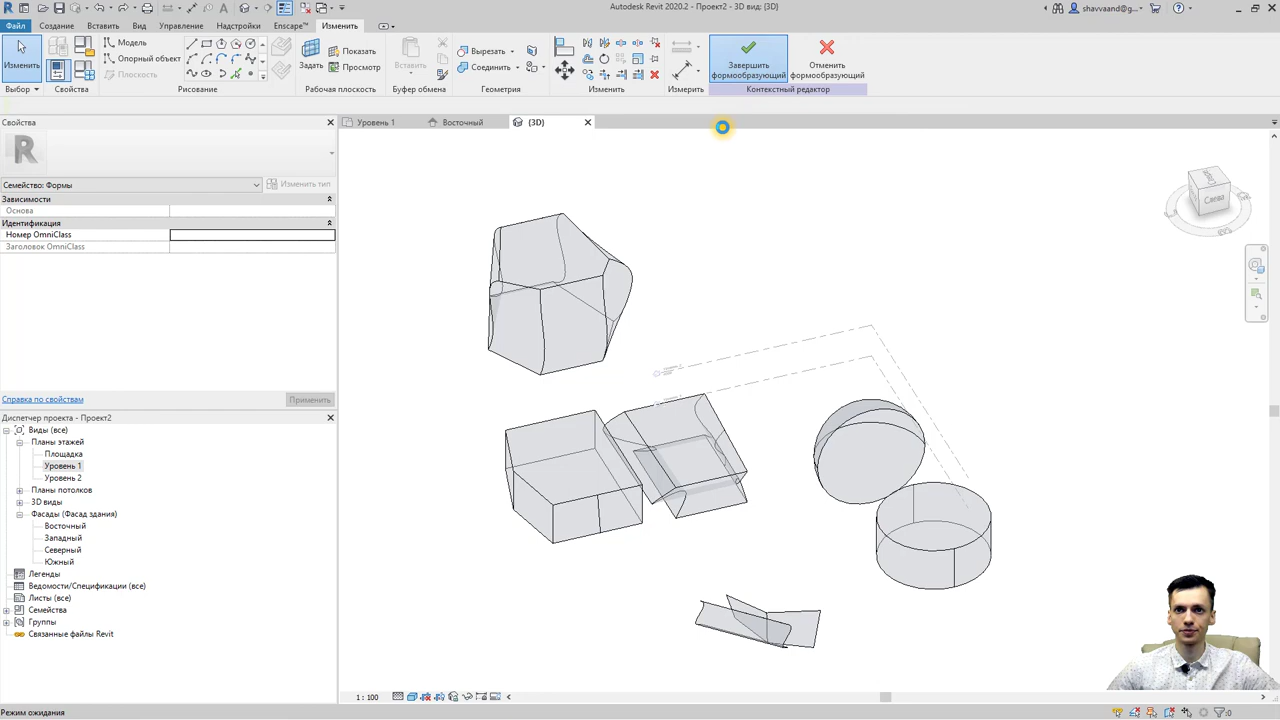 Autodesk Revit 2020.2 - Проект2 - 3D вид: {3D}
shavvaand@g...
Файл Создание Вставить Вид Управление Надстройки Enscape™ Изменить
Изменить
Модель
Опорный объект
Плоскость
Задать
Показать
Просмотр
Вставить
Вырезать
Соединить
Завершить формообразующий
Отменить формообразующий
Выбор Свойства Рисование Рабочая плоскость Буфер обмена Геометрия Изменить Измерить Контекстный редактор
Свойства
Уровень 1 Восточный {3D}
R
Семейство: Формы Изменить тип
Зависимости
Основа
Идентификация
Номер OmniClass
Заголовок OmniClass
Слева
Справка по свойствам Применить
Диспетчер проекта - Проект2
Виды (все)
Планы этажей
Площадка
Уровень 1
Уровень 2
Планы потолков
3D виды
Фасады (Фасад здания)
Восточный
Западный
Северный
Южный
Легенды
Ведомости/Спецификации (все)
Листы (все)
Семейства
Группы
Связанные файлы Revit
1 : 100
Режим ожидания
:0